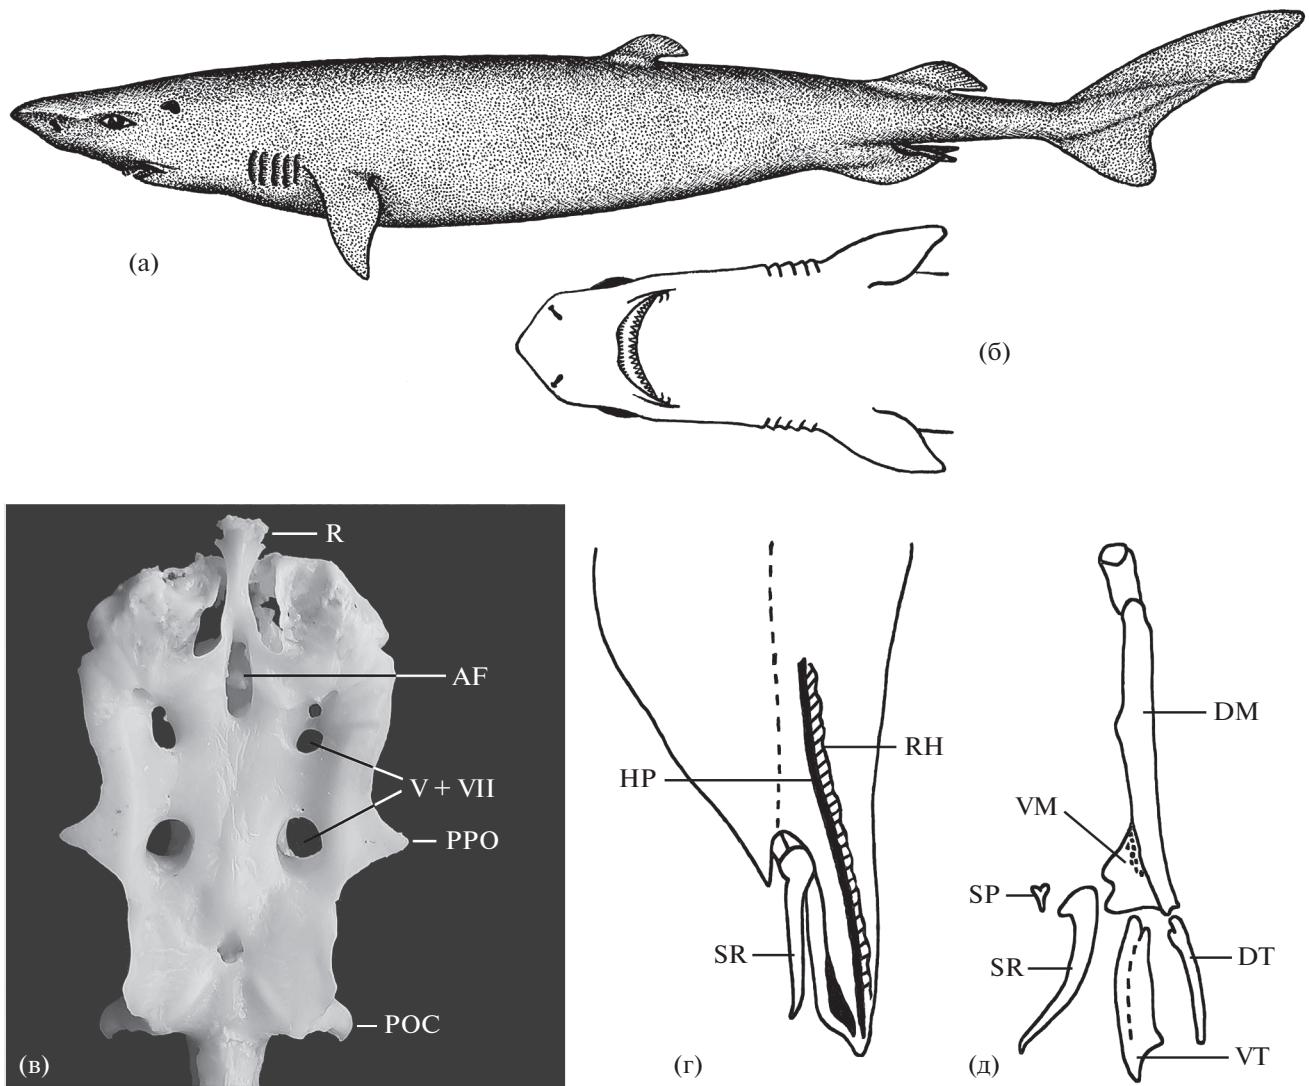 (а)
(б)
R
AF
V + VII
PPO
POC
(в)
RH
HP
SR
(г)
DM
VM
SP
SR
DT
VT
(д)